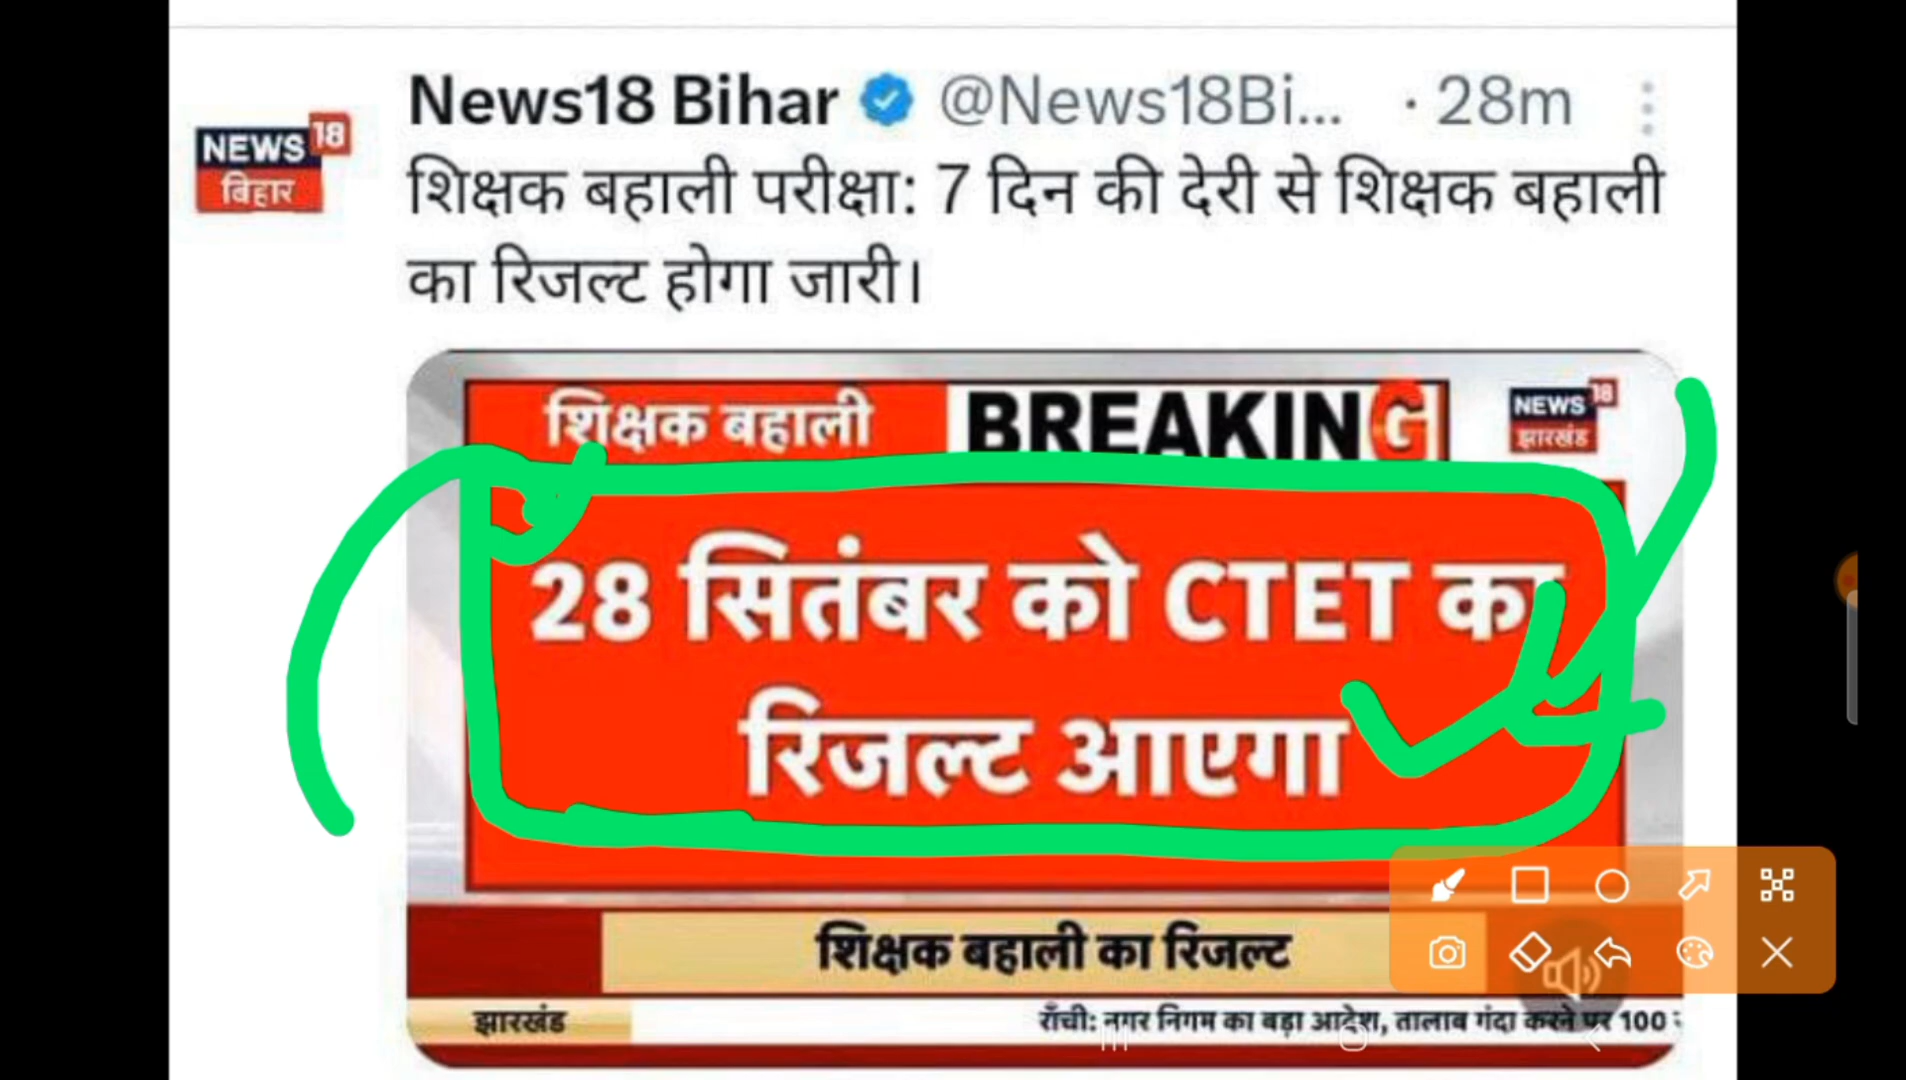 News18 Bihar @News18Bi... · 28m
NEWS 18
बिहार
शिक्षक बहाली परीक्षा: 7 दिन की देरी से शिक्षक बहाली
का रिजल्ट होगा जारी।
शिक्षक बहाली BREAKING
NEWS 18
झारखंड
28 सितंबर को CTET का
रिजल्ट आएगा
शिक्षक बहाली का रिजल्ट
झारखंड राँची: नगर निगम का बड़ा आदेश, तालाब गंदा करने पर 100